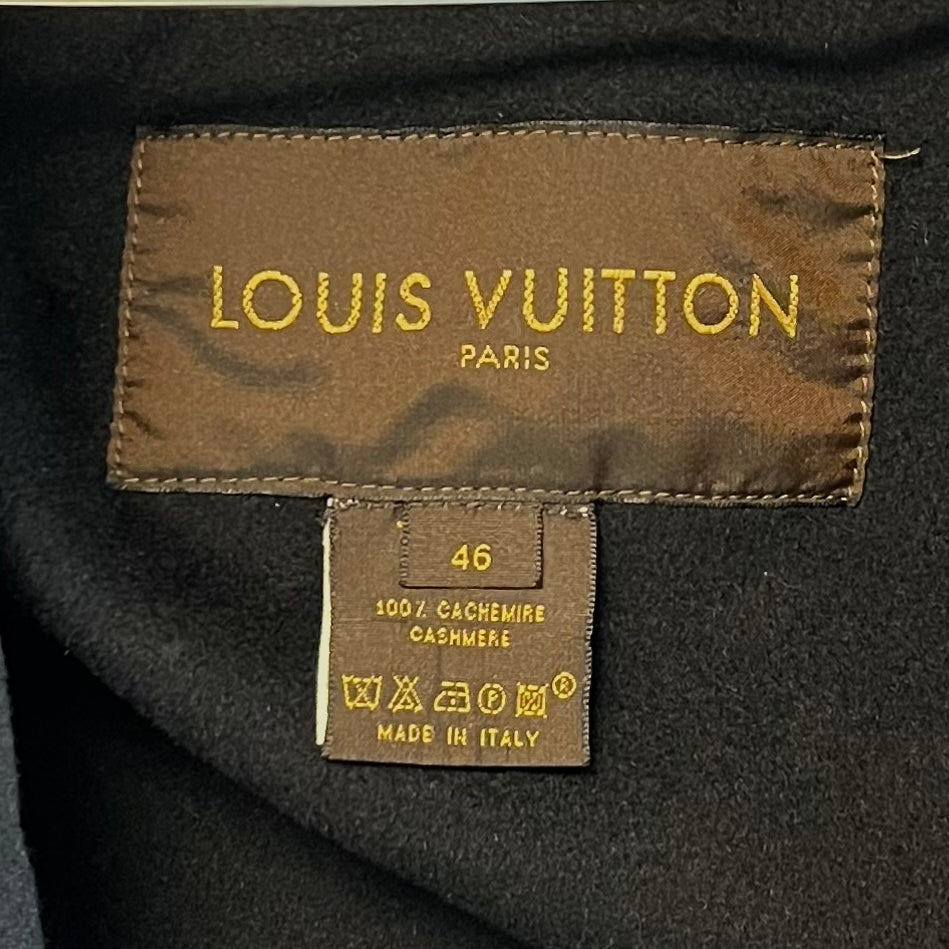 LOUIS VUITTON
PARIS
46
100% CACHEMIRE
CASHMERE
P ®
MADE IN ITALY